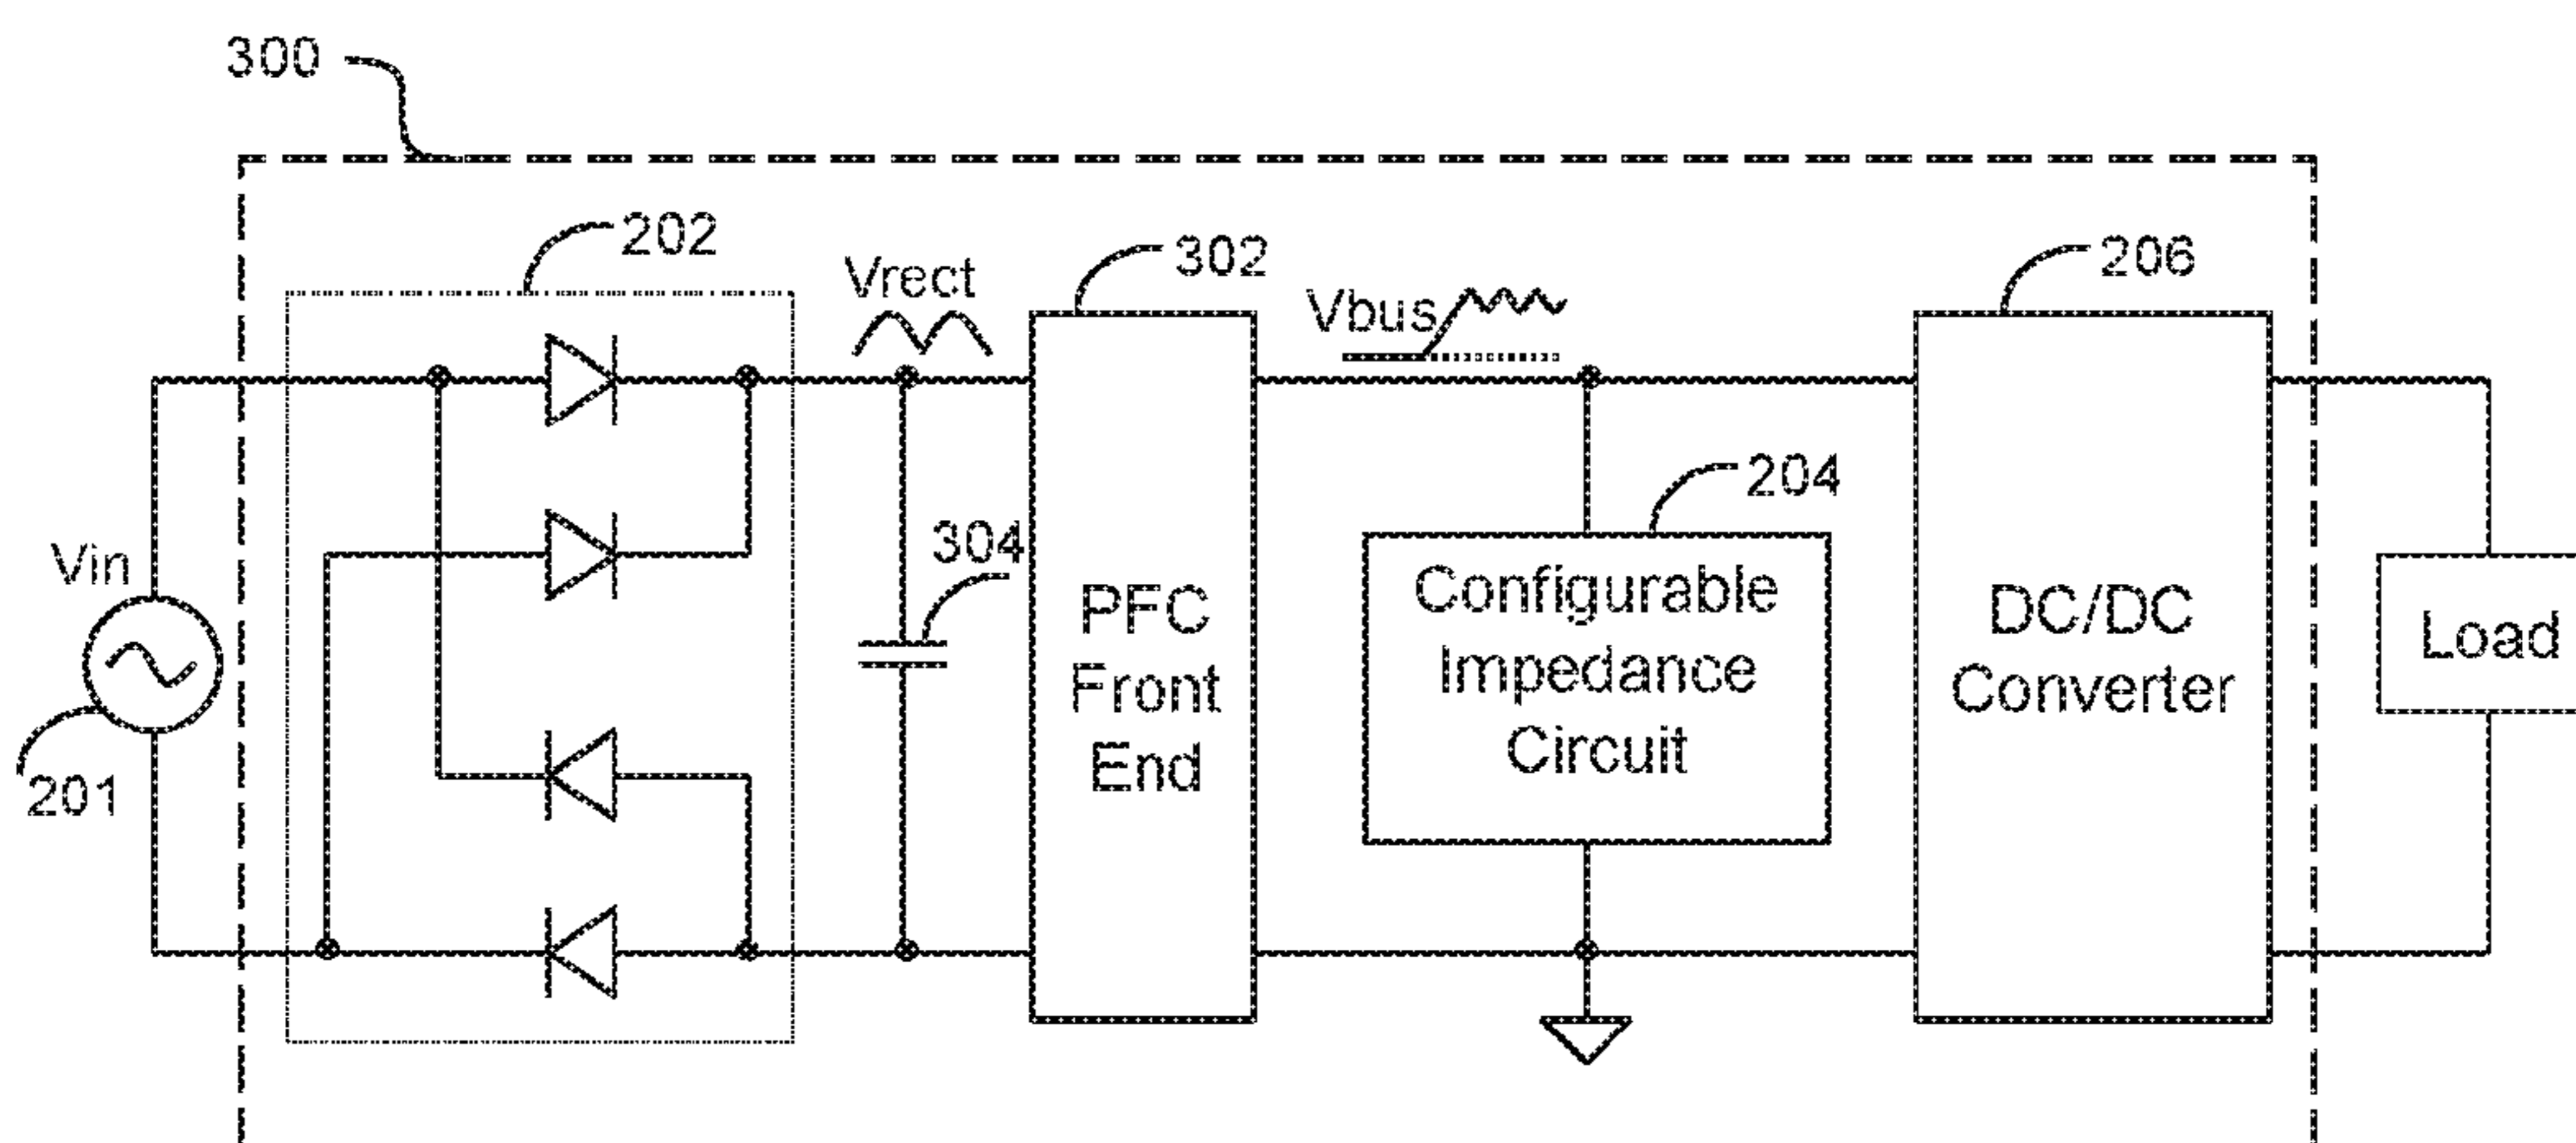 300
202
Vrect
302
Vbus
206
204
304
Vin
Configurable
Impedance
Circuit
PFC
Front
End
DC/DC
Converter
Load
201